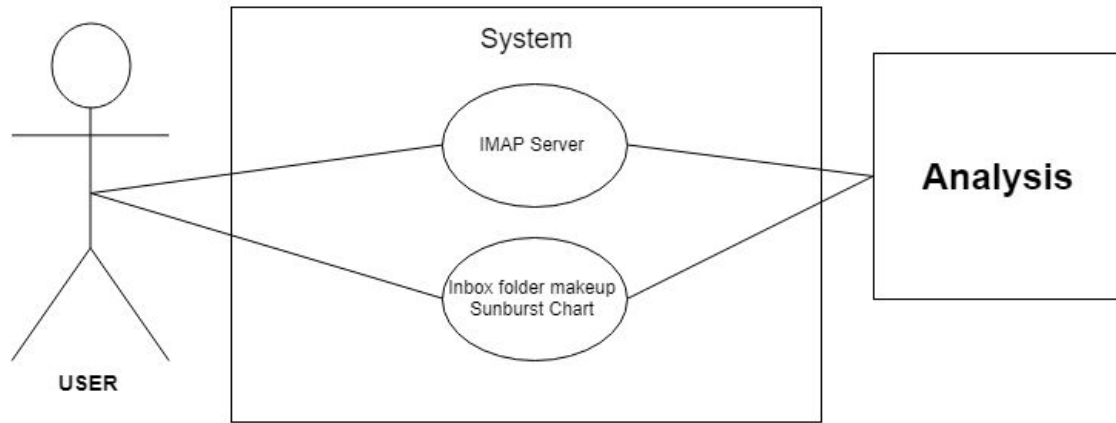 System
IMAP Server
Analysis
Inbox folder makeup
Sunburst Chart
USER